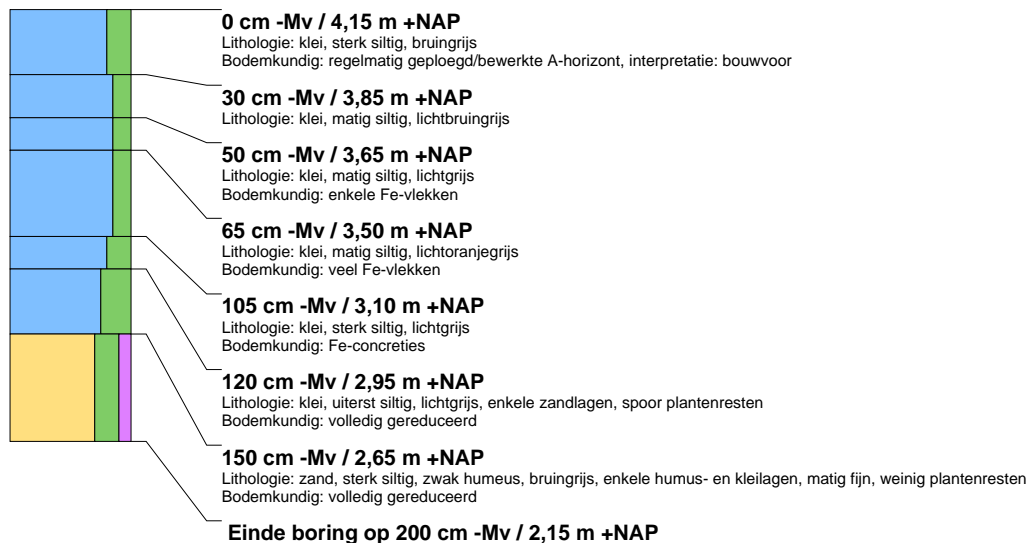 0 cm -Mv / 4,15 m +NAP
Lithologie: klei, sterk siltig, bruingrijs
Bodemkundig: regelmatig geploegd/bewerkte A-horizont, interpretatie: bouwvoor
30 cm -Mv / 3,85 m +NAP
Lithologie: klei, matig siltig, lichtbruingrijs
50 cm -Mv / 3,65 m +NAP
Lithologie: klei, matig siltig, lichtgrijs
Bodemkundig: enkele Fe-vlekken
65 cm -Mv / 3,50 m +NAP
Lithologie: klei, matig siltig, lichtoranjegrijs
Bodemkundig: veel Fe-vlekken
105 cm -Mv / 3,10 m +NAP
Lithologie: klei, sterk siltig, lichtgrijs
Bodemkundig: Fe-concreties
120 cm -Mv / 2,95 m +NAP
Lithologie: klei, uiterst siltig, lichtgrijs, enkele zandlagen, spoor plantenresten
Bodemkundig: volledig gereduceerd
150 cm -Mv / 2,65 m +NAP
Lithologie: zand, sterk siltig, zwak humeus, bruingrijs, enkele humus- en kleilagen, matig fijn, weinig plantenresten
Bodemkundig: volledig gereduceerd
Einde boring op 200 cm -Mv / 2,15 m +NAP